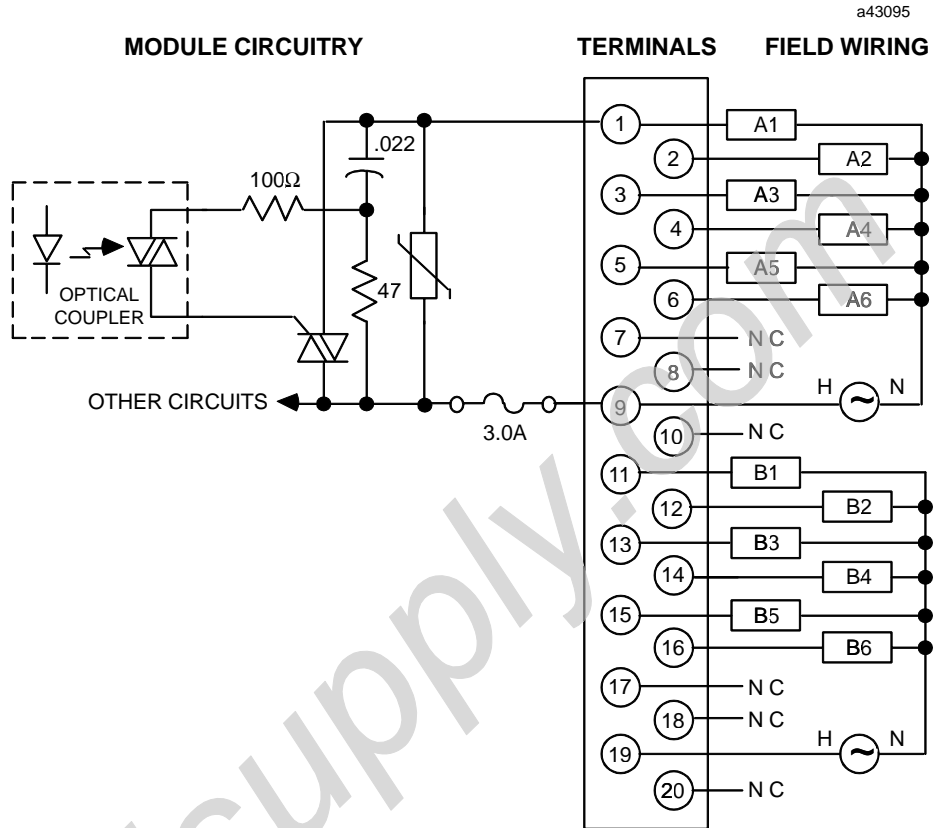 a43095
MODULE CIRCUITRY TERMINALS FIELD WIRING
1 A1
.022
2 A2
100Ω
3 A3
4 A4
5 A5
47
OPTICAL
COUPLER
6 A6
7 N C
8 N C
OTHER CIRCUITS
3.0A
9 H ~ N
10 N C
11 B1
12 B2
13 B3
14 B4
15 B5
16 B6
17 N C
18 N C
19 H ~ N
20 N C
supply.com